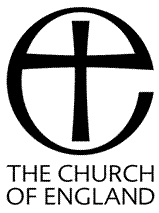 THE CHURCH
OF ENGLAND